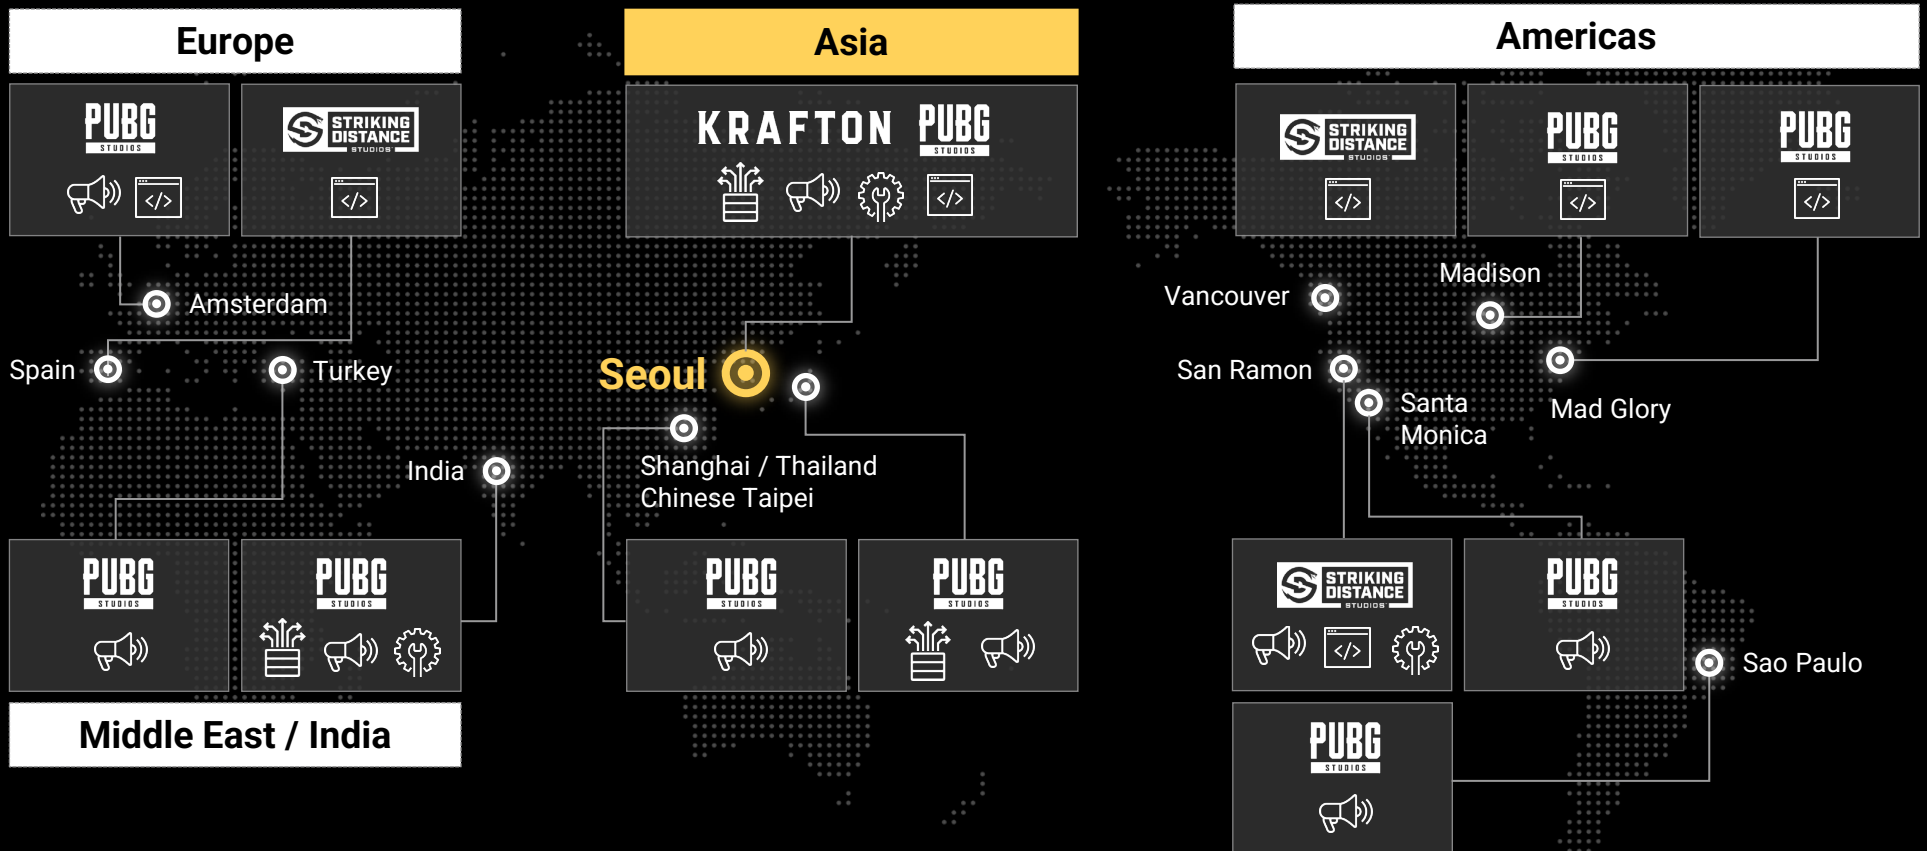 Europe
Asia
Americas
PUBG
STUDIOS
STRIKING
DISTANCE
STUDIOS
KRAFTON
PUBG
STUDIOS
STRIKING
DISTANCE
STUDIOS
PUBG
STUDIOS
PUBG
STUDIOS
</>
</>
</>
</>
</>
</>
Amsterdam
Spain
Turkey
India
Seoul
Shanghai / Thailand
Chinese Taipei
Vancouver
Madison
San Ramon
Santa
Monica
Mad Glory
PUBG
STUDIOS
PUBG
STUDIOS
PUBG
STUDIOS
PUBG
STUDIOS
STRIKING
DISTANCE
STUDIOS
</>
PUBG
STUDIOS
Sao Paulo
Middle East / India
PUBG
STUDIOS